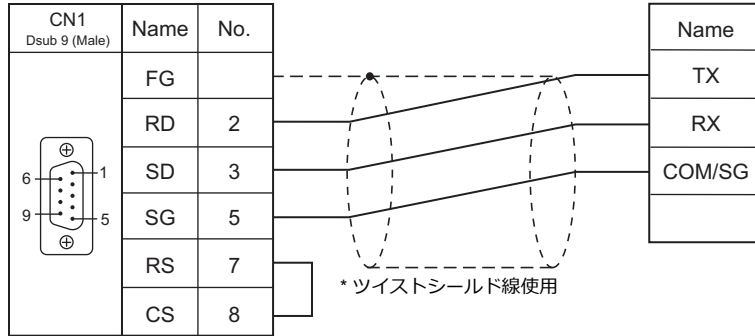 CN1
Dsub 9 (Male)
Name
No.
Name
FG
TX
RD
2
RX
SD
3
COM/SG
SG
5
RS
7
CS
8
6
1
9
5
* ツイストシールド線使用